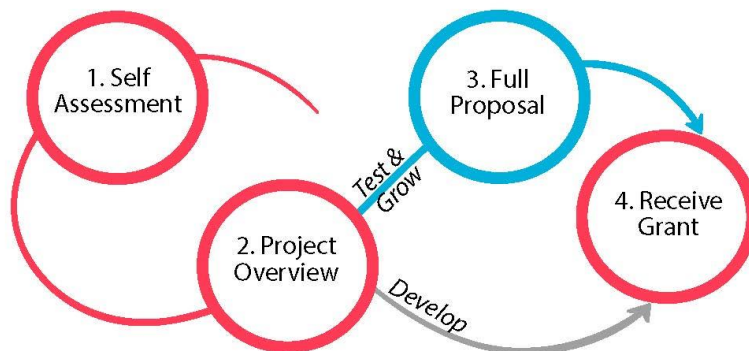 1. Self
Assessment
2. Project
Overview
Test &
Grow
3. Full
Proposal
Develop
4. Receive
Grant